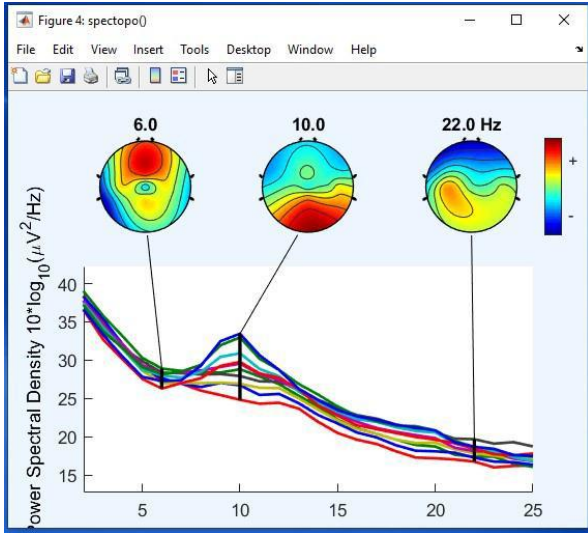 Figure 4: spectopo()
File Edit View Insert Tools Desktop Window Help
6.0 10.0 22.0 Hz
+
-
Power Spectral Density 10*log₁₀(μV²/Hz)
40
35
30
25
20
15
5 10 15 20 25